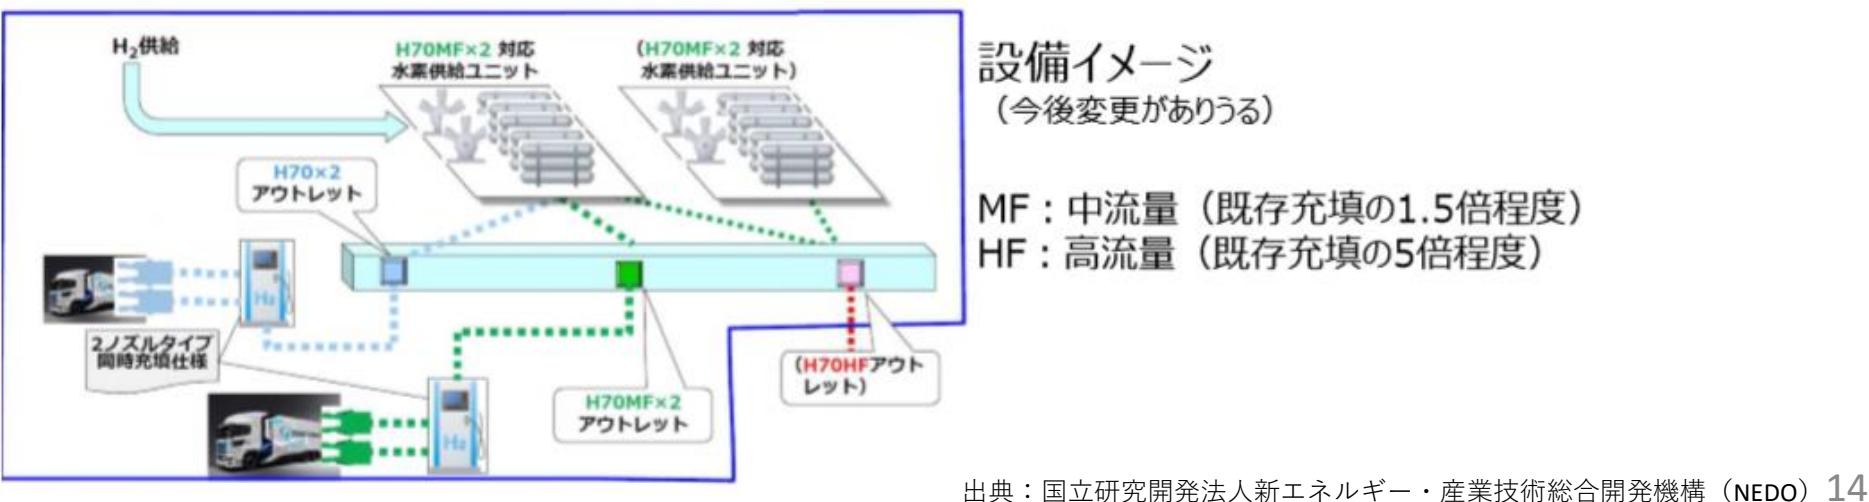 H₂供給
H70MF×2 対応
水素供給ユニット
(H70MF×2 対応
水素供給ユニット)
設備イメージ
（今後変更がありうる）
H70×2
アウトレット
MF：中流量（既存充填の1.5倍程度）
HF：高流量（既存充填の5倍程度）
H₂
2ノズルタイプ
同時充填仕様
(H70HFアウト
レット)
H70MF×2
アウトレット
H₂
出典：国立研究開発法人新エネルギー・産業技術総合開発機構（NEDO）14